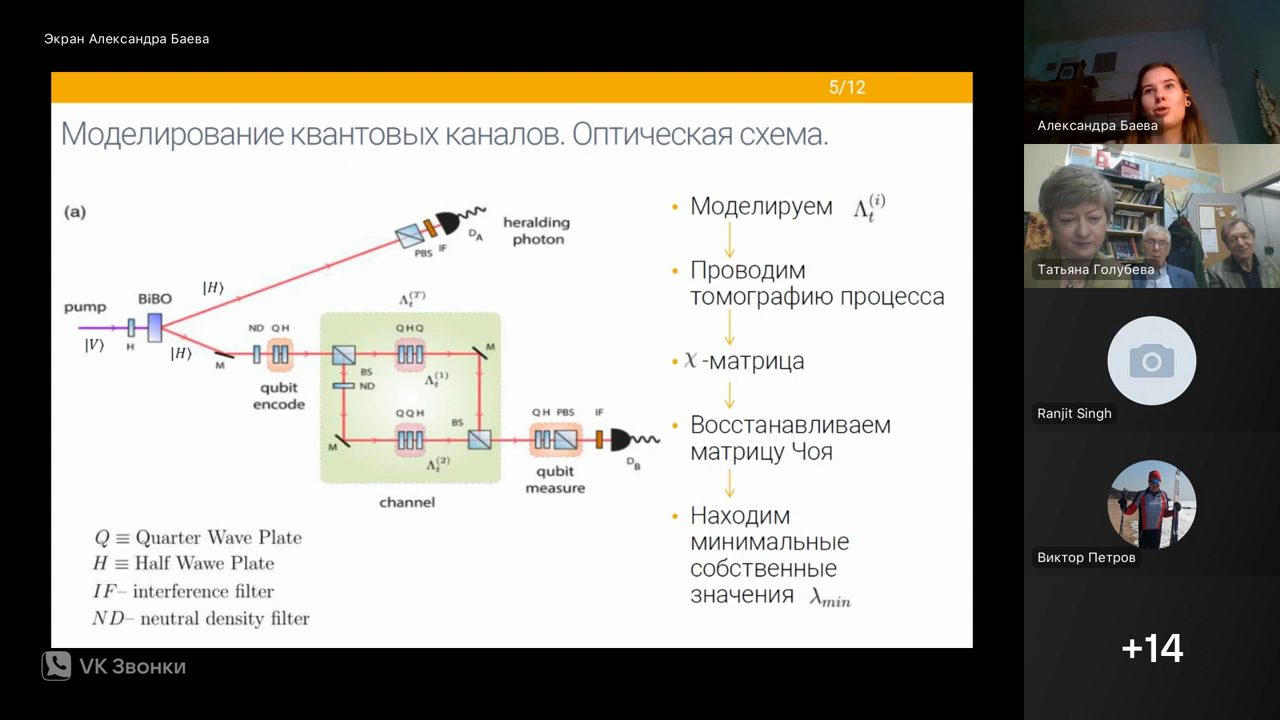 Экран Александра Баева
5/12
Моделирование квантовых каналов. Оптическая схема.
(a)
pump
|V⟩
H
BiBO
|H⟩
|H⟩
M
PBS
IF
D_A
heralding
photon
ND
Q H
qubit
encode
Λ_t^{(T)}
BS
ND
Q H Q
Λ_t^{(1)}
M
M
Q Q H
Λ_t^{(2)}
BS
channel
Q H PBS
IF
D_B
qubit
measure
Q ≡ Quarter Wave Plate
H ≡ Half Wawe Plate
IF– interference filter
ND– neutral density filter
• Моделируем Λ_t^{(i)}
• Проводим
томографию процесса
• χ -матрица
• Восстанавливаем
матрицу Чоя
• Находим
минимальные
собственные
значения λ_{min}
VK Звонки
Александра Баева
Татьяна Голубева
Ranjit Singh
Виктор Петров
+14